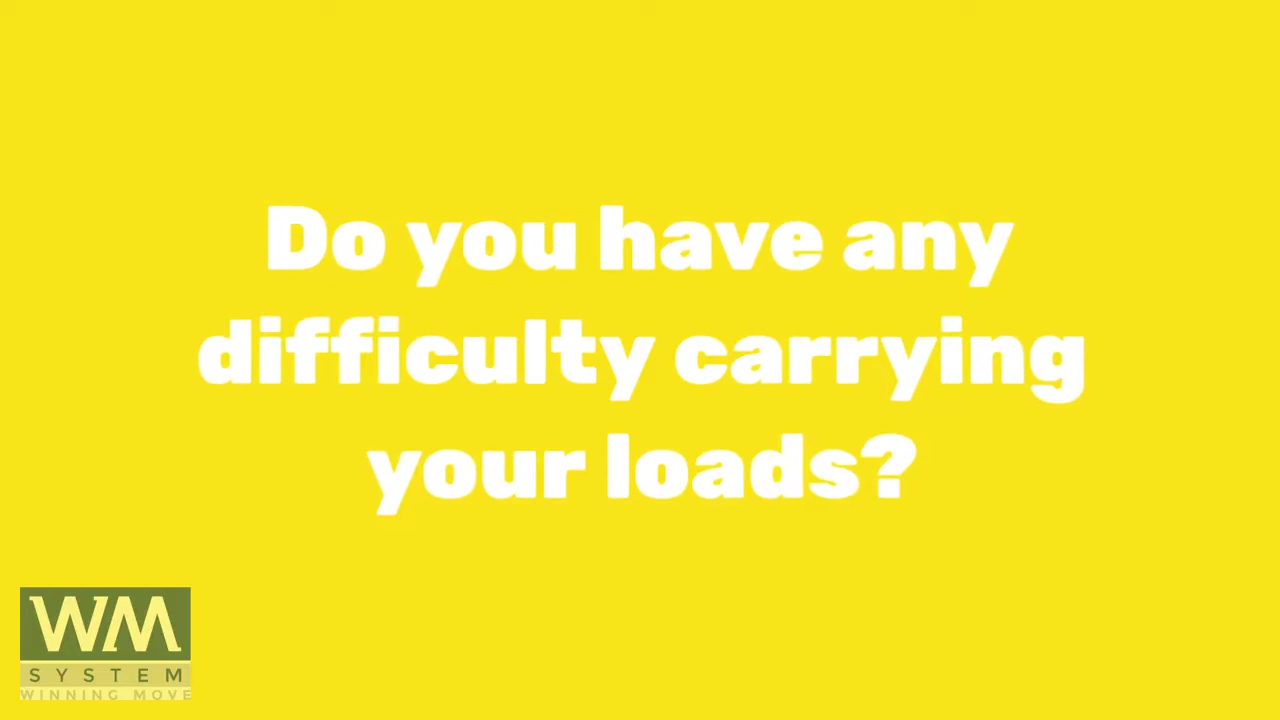 Do you have any
difficulty carrying
your loads?
WM
SYSTEM
WINNING MOVE